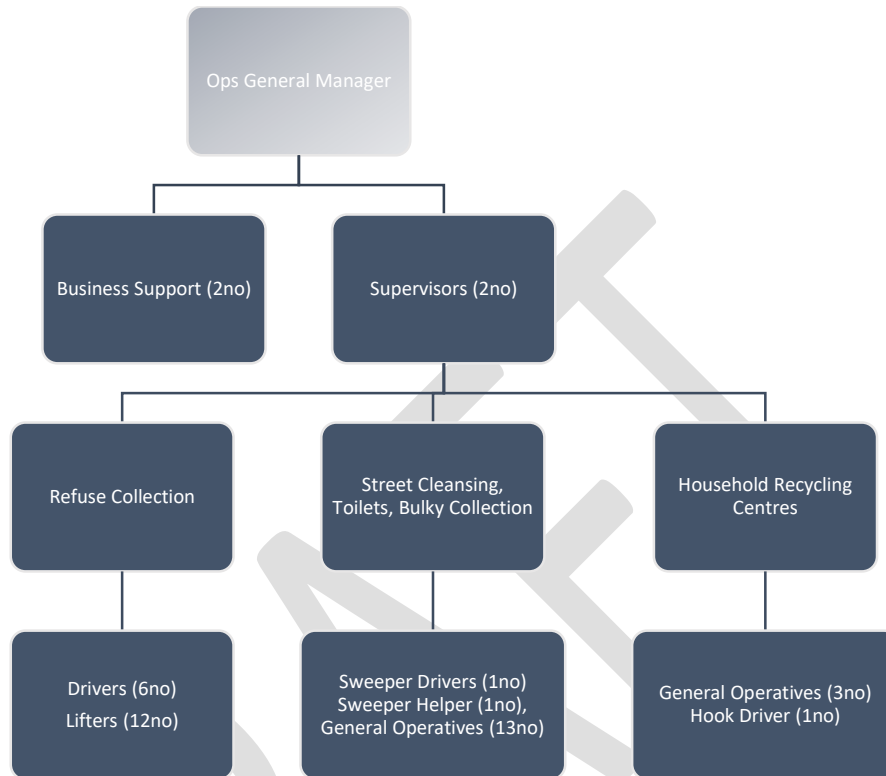 Ops General Manager
Business Support (2no)
Supervisors (2no)
Refuse Collection
Street Cleansing,
Toilets, Bulky Collection
Household Recycling
Centres
Drivers (6no)
Lifters (12no)
Sweeper Drivers (1no)
Sweeper Helper (1no),
General Operatives (13no)
General Operatives (3no)
Hook Driver (1no)